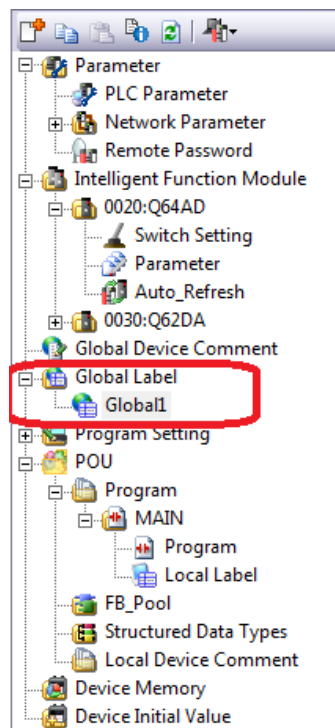 Parameter
PLC Parameter
Network Parameter
Remote Password
Intelligent Function Module
0020:Q64AD
Switch Setting
Parameter
Auto_Refresh
0030:Q62DA
Global Device Comment
Global Label
Global1
Program Setting
POU
Program
MAIN
Program
Local Label
FB_Pool
Structured Data Types
Local Device Comment
Device Memory
Device Initial Value